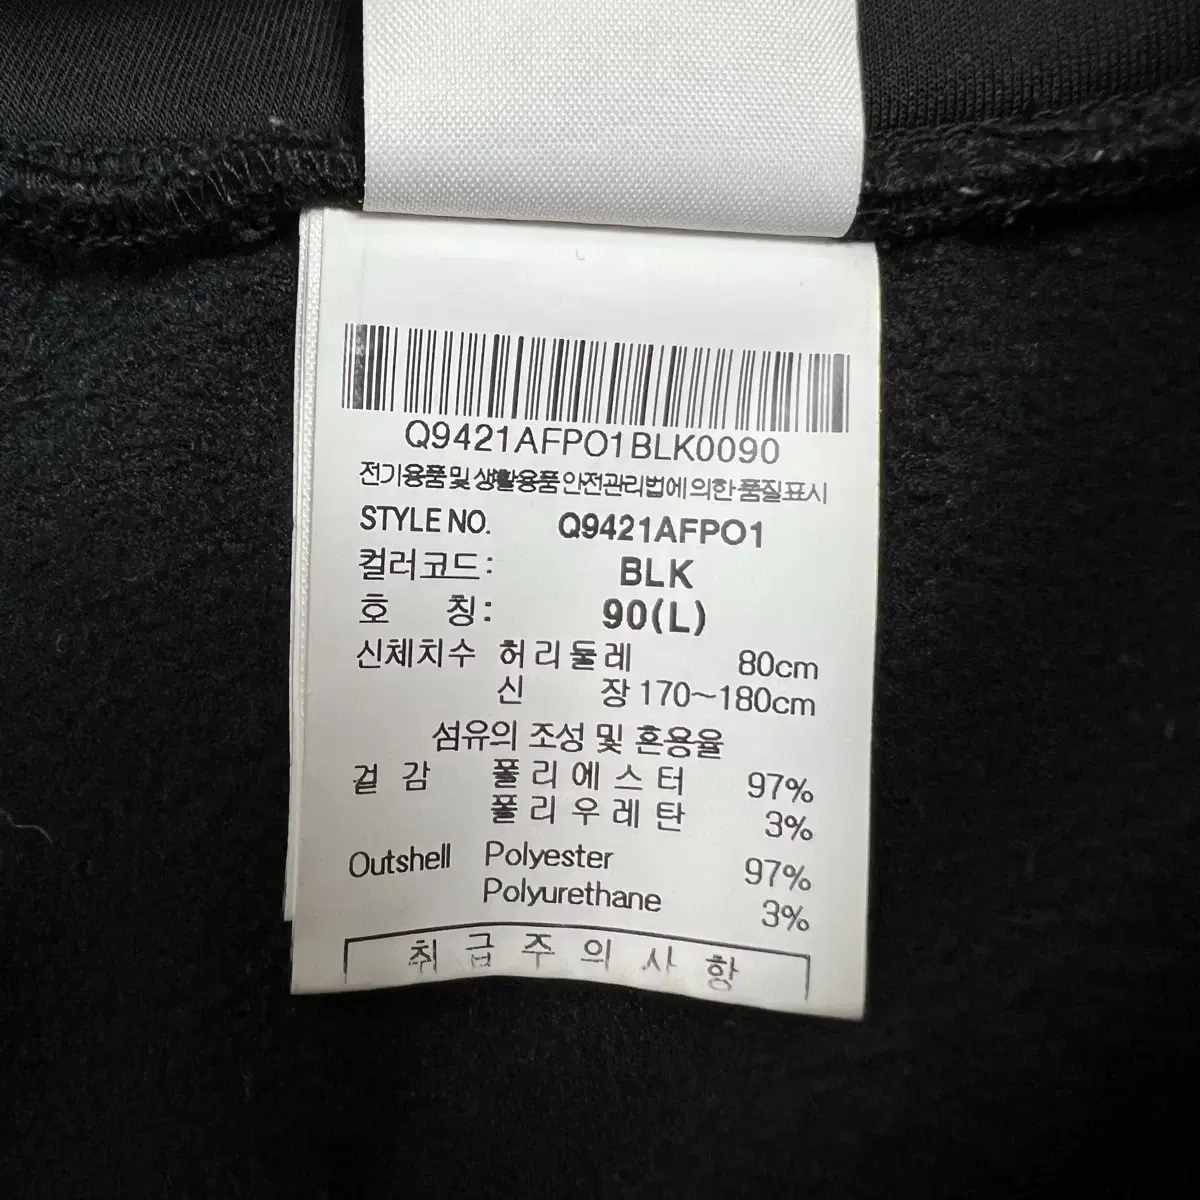 Q9421AFPO1BLK0090
전기용품 및 생활용품 안전관리법에 의한 품질표시
STYLE NO. Q9421AFPO1
컬러코드: BLK
호 칭: 90(L)
신체치수 허리둘레 80cm
신 장 170~180cm
섬유의 조성 및 혼용율
겉감 폴리에스터 97%
폴리우레탄 3%
Outshell Polyester 97%
Polyurethane 3%
취급주의사항